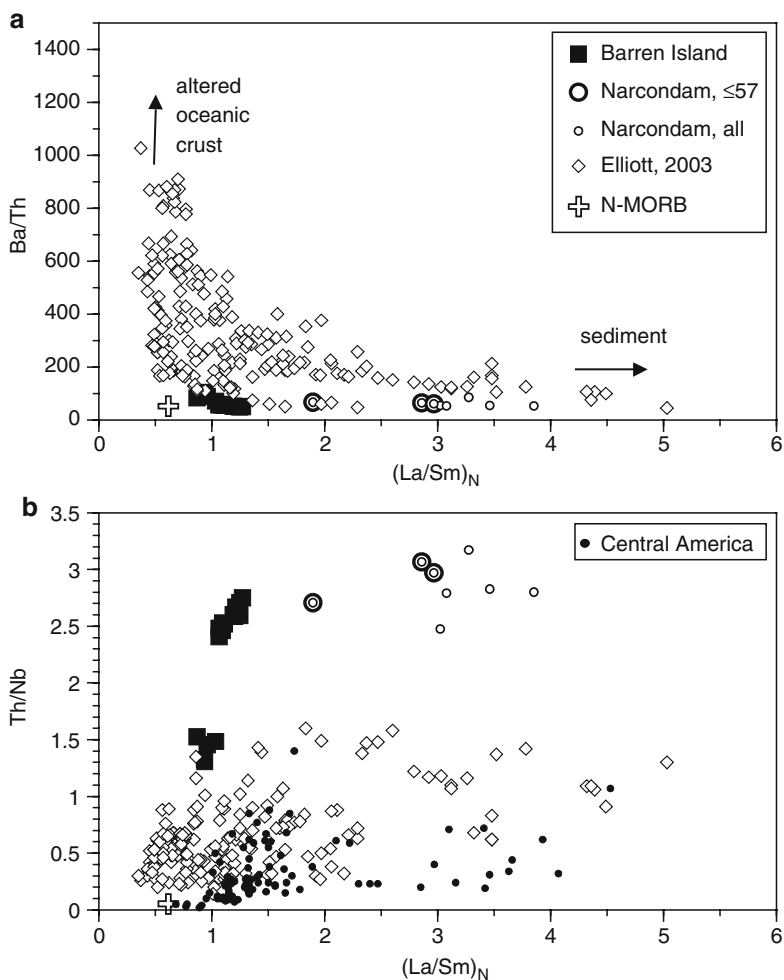 a
1400
1200
1000
800
600
400
200
0
Ba/Th
altered
oceanic
crust
Barren Island
Narcondam, ≤57
Narcondam, all
Elliott, 2003
N-MORB
sediment
0 1 2 3 4 5 6
(La/Sm)N
b
3.5
3
2.5
2
1.5
1
0.5
0
Th/Nb
Central America
0 1 2 3 4 5 6
(La/Sm)N